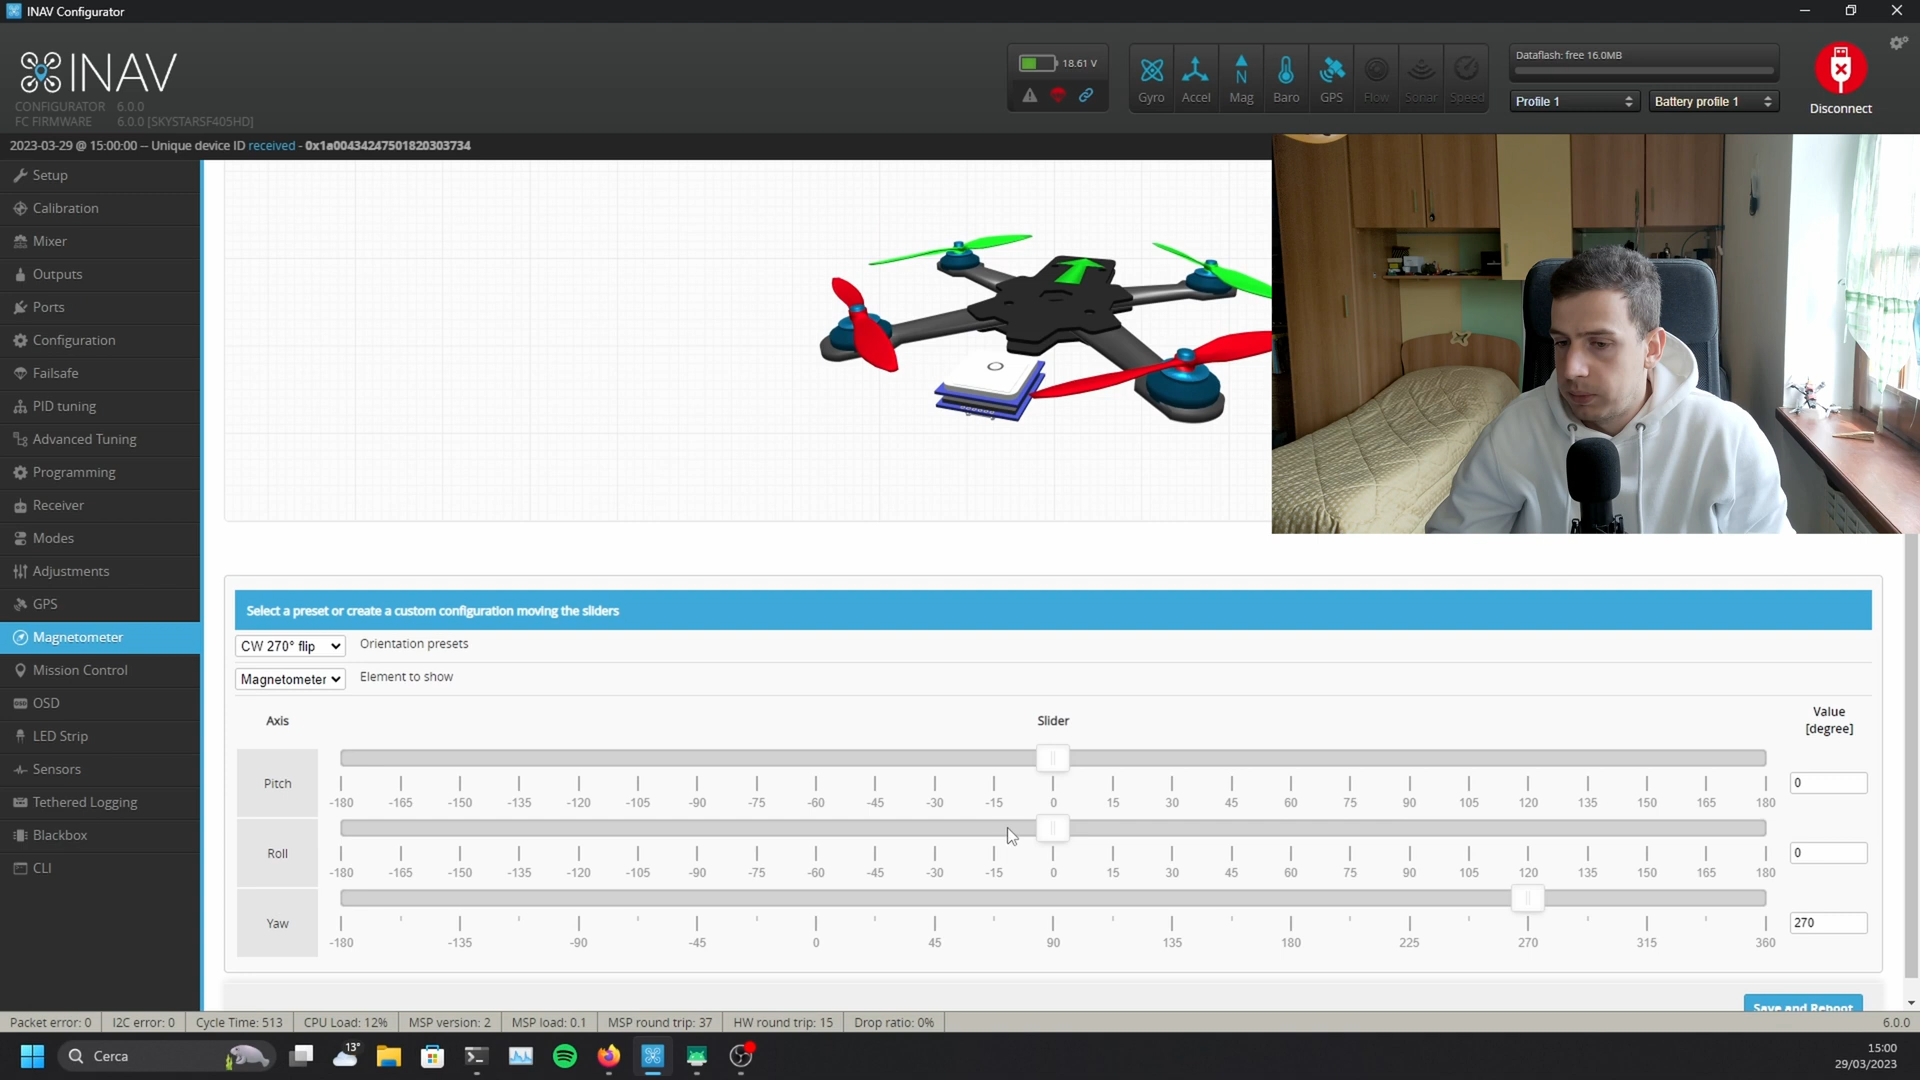 INAV Configurator
INAV
CONFIGURATOR 6.0.0
FC FIRMWARE 6.0.0 [SKYSTARSF405HD]
18.61 V
Gyro Accel Mag Baro GPS Flow Sonar Speed
Dataflash: free 16.0MB
Profile 1 Battery profile 1
Disconnect
2023-03-29 @ 15:00:00 -- Unique device ID received - 0x1a00434247501820303734
Setup
Calibration
Mixer
Outputs
Ports
Configuration
Failsafe
PID tuning
Advanced Tuning
Programming
Receiver
Modes
Adjustments
GPS
Magnetometer
Mission Control
OSD
LED Strip
Sensors
Tethered Logging
Blackbox
CLI
Select a preset or create a custom configuration moving the sliders
CW 270° flip Orientation presets
Magnetometer Element to show
Axis Slider Value
[degree]
Pitch 0
-180 -165 -150 -135 -120 -105 -90 -75 -60 -45 -30 -15 0 15 30 45 60 75 90 105 120 135 150 165 180
Roll 0
-180 -165 -150 -135 -120 -105 -90 -75 -60 -45 -30 -15 0 15 30 45 60 75 90 105 120 135 150 165 180
Yaw 270
-180 -135 -90 -45 0 45 90 135 180 225 270 315 360
Save and Reboot
Packet error: 0 I2C error: 0 Cycle Time: 513 CPU Load: 12% MSP version: 2 MSP load: 0.1 MSP round trip: 37 HW round trip: 15 Drop ratio: 0% 6.0.0
Cerca 13°
15:00
29/03/2023